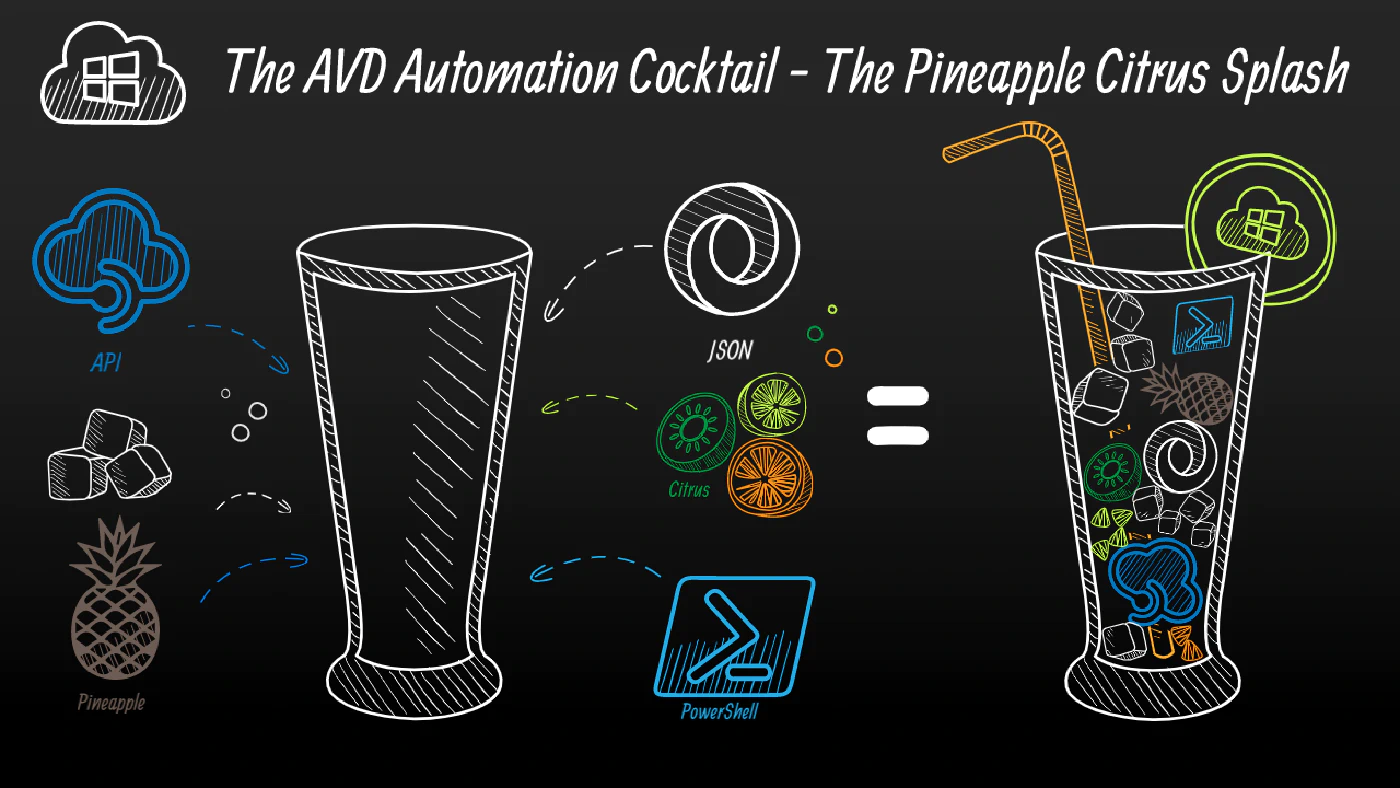 The AVD Automation Cocktail - The Pineapple Citrus Splash
API
JSON
Citrus
Pineapple
PowerShell